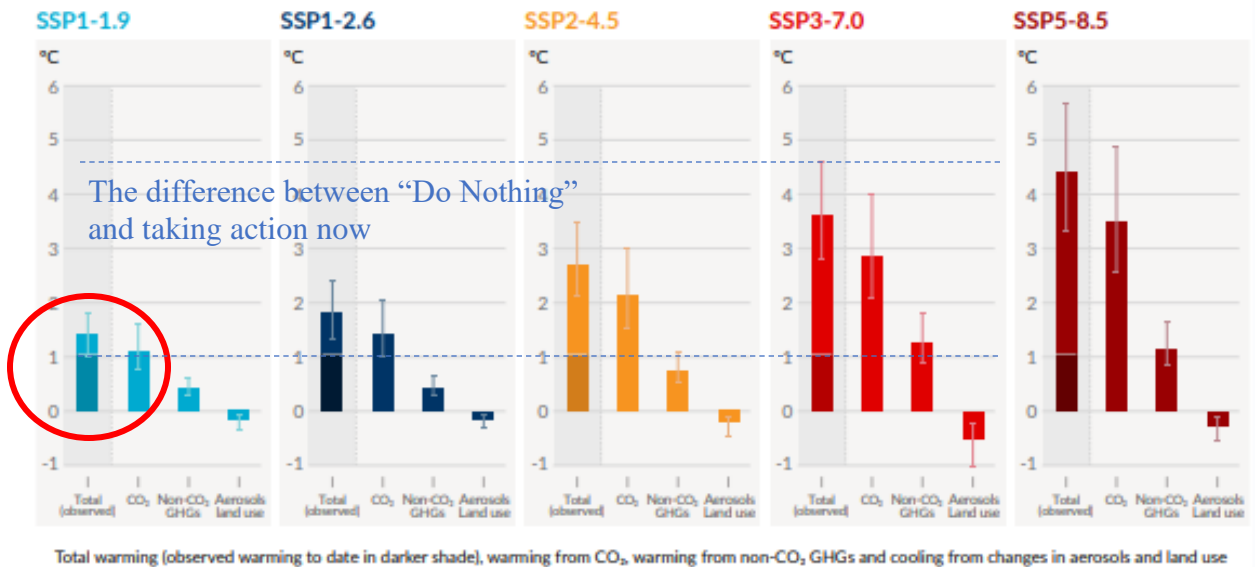 SSP1-1.9 SSP1-2.6 SSP2-4.5 SSP3-7.0 SSP5-8.5
°C °C °C °C °C
6 6 6 6 6
5 5 5 5 5
The difference between “Do Nothing”
4 4 4 4 4
and taking action now
3 3 3 3 3
2 2 2 2 2
1 1 1 1 1
0 0 0 0 0
-1 -1 -1 -1 -1
Total CO₂ Non-CO₂ Aerosols Total CO₂ Non-CO₂ Aerosols Total CO₂ Non-CO₂ Aerosols Total CO₂ Non-CO₂ Aerosols Total CO₂ Non-CO₂ Aerosols
(observed) GHGs land use (observed) GHGs Land use (observed) GHGs Land use (observed) GHGs Land use (observed) GHGs Land use
Total warming (observed warming to date in darker shade), warming from CO₂, warming from non-CO₂ GHGs and cooling from changes in aerosols and land use